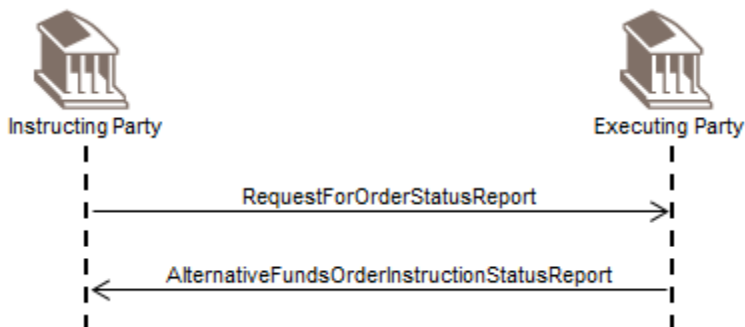 Instructing Party
Executing Party
RequestForOrderStatusReport
AlternativeFundsOrderInstructionStatusReport